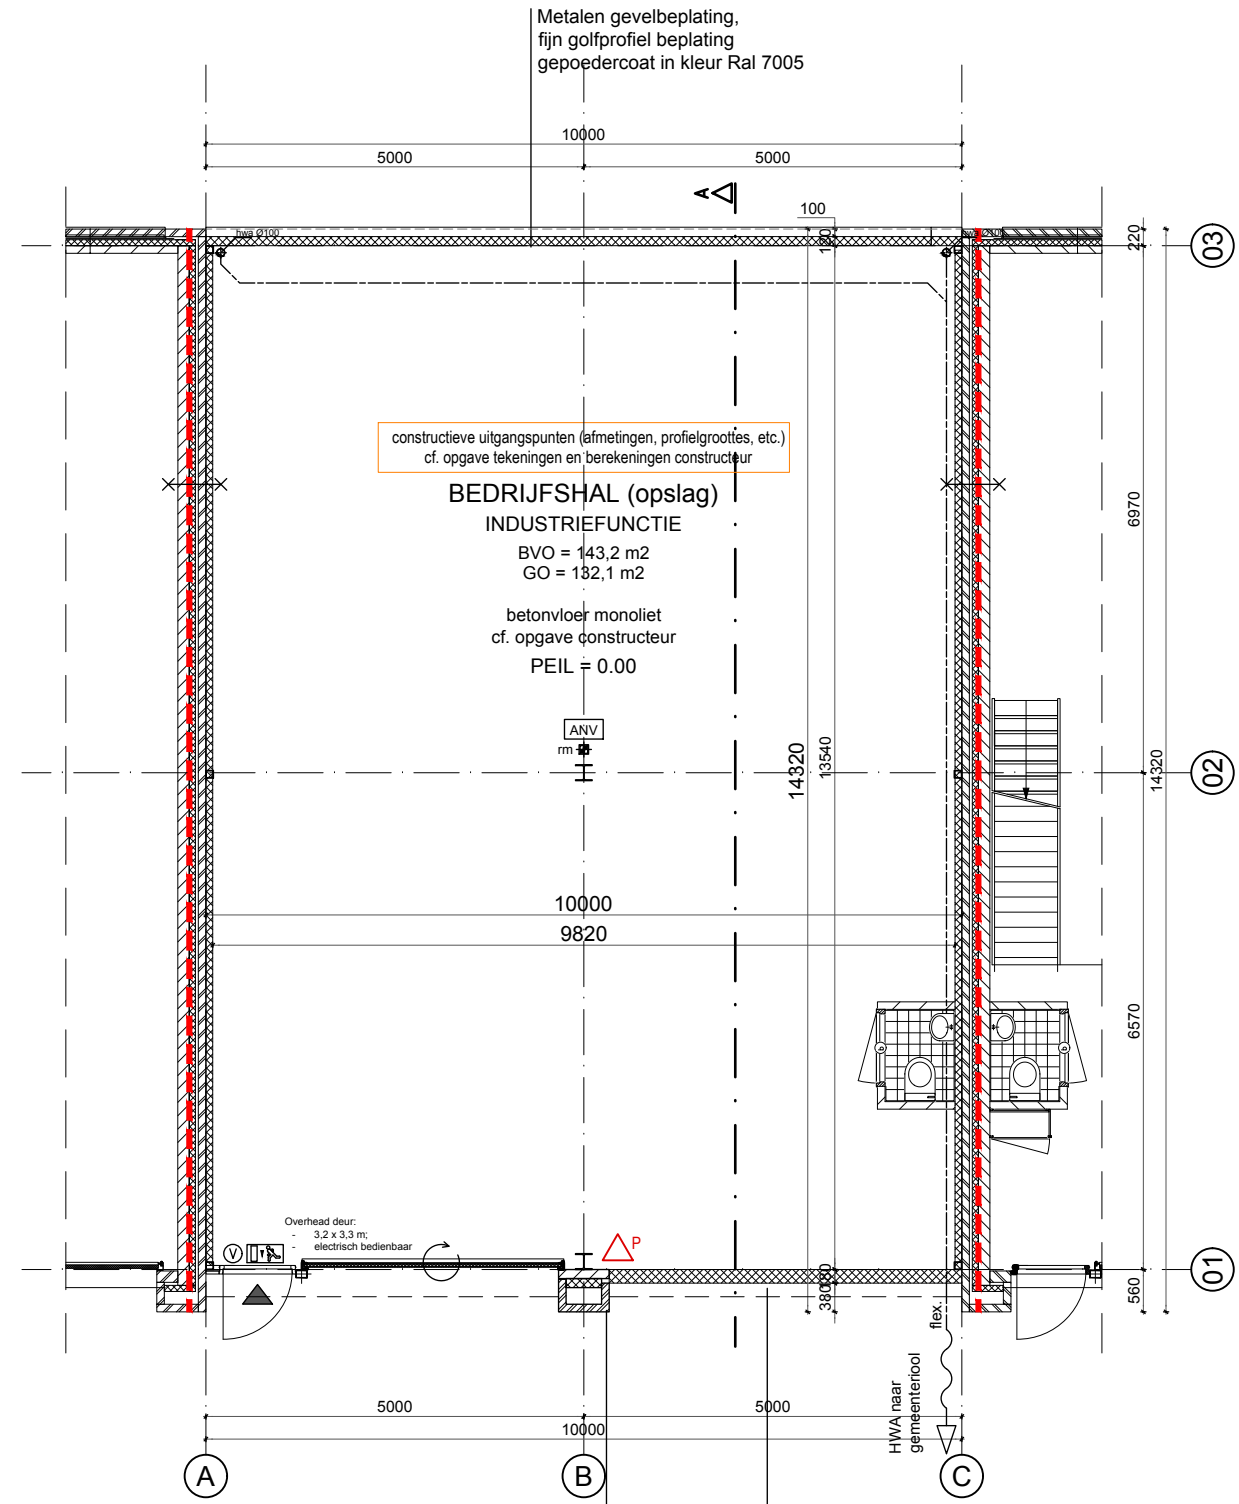 Metalen gevelbeplating,
fijn golfprofiel beplating
gepoedercoat in kleur Ral 7005
10000
5000
5000
A
100
hwa Ø100
120
220
03
constructieve uitgangspunten (afmetingen, profielgroottes, etc.)
cf. opgave tekeningen en berekeningen constructeur
BEDRIJFSHAL (opslag)
INDUSTRIEFUNCTIE
BVO = 143,2 m2
GO = 132,1 m2
betonvloer monoliet
cf. opgave constructeur
PEIL = 0.00
6970
ANV
rm
14320
13540
14320
02
10000
9820
6570
Overhead deur:
- 3,2 x 3,3 m;
- electrisch bedienbaar
V
P
01
380
180
560
flex.
HWA naar
gemeenteriool
5000
5000
10000
A
B
C